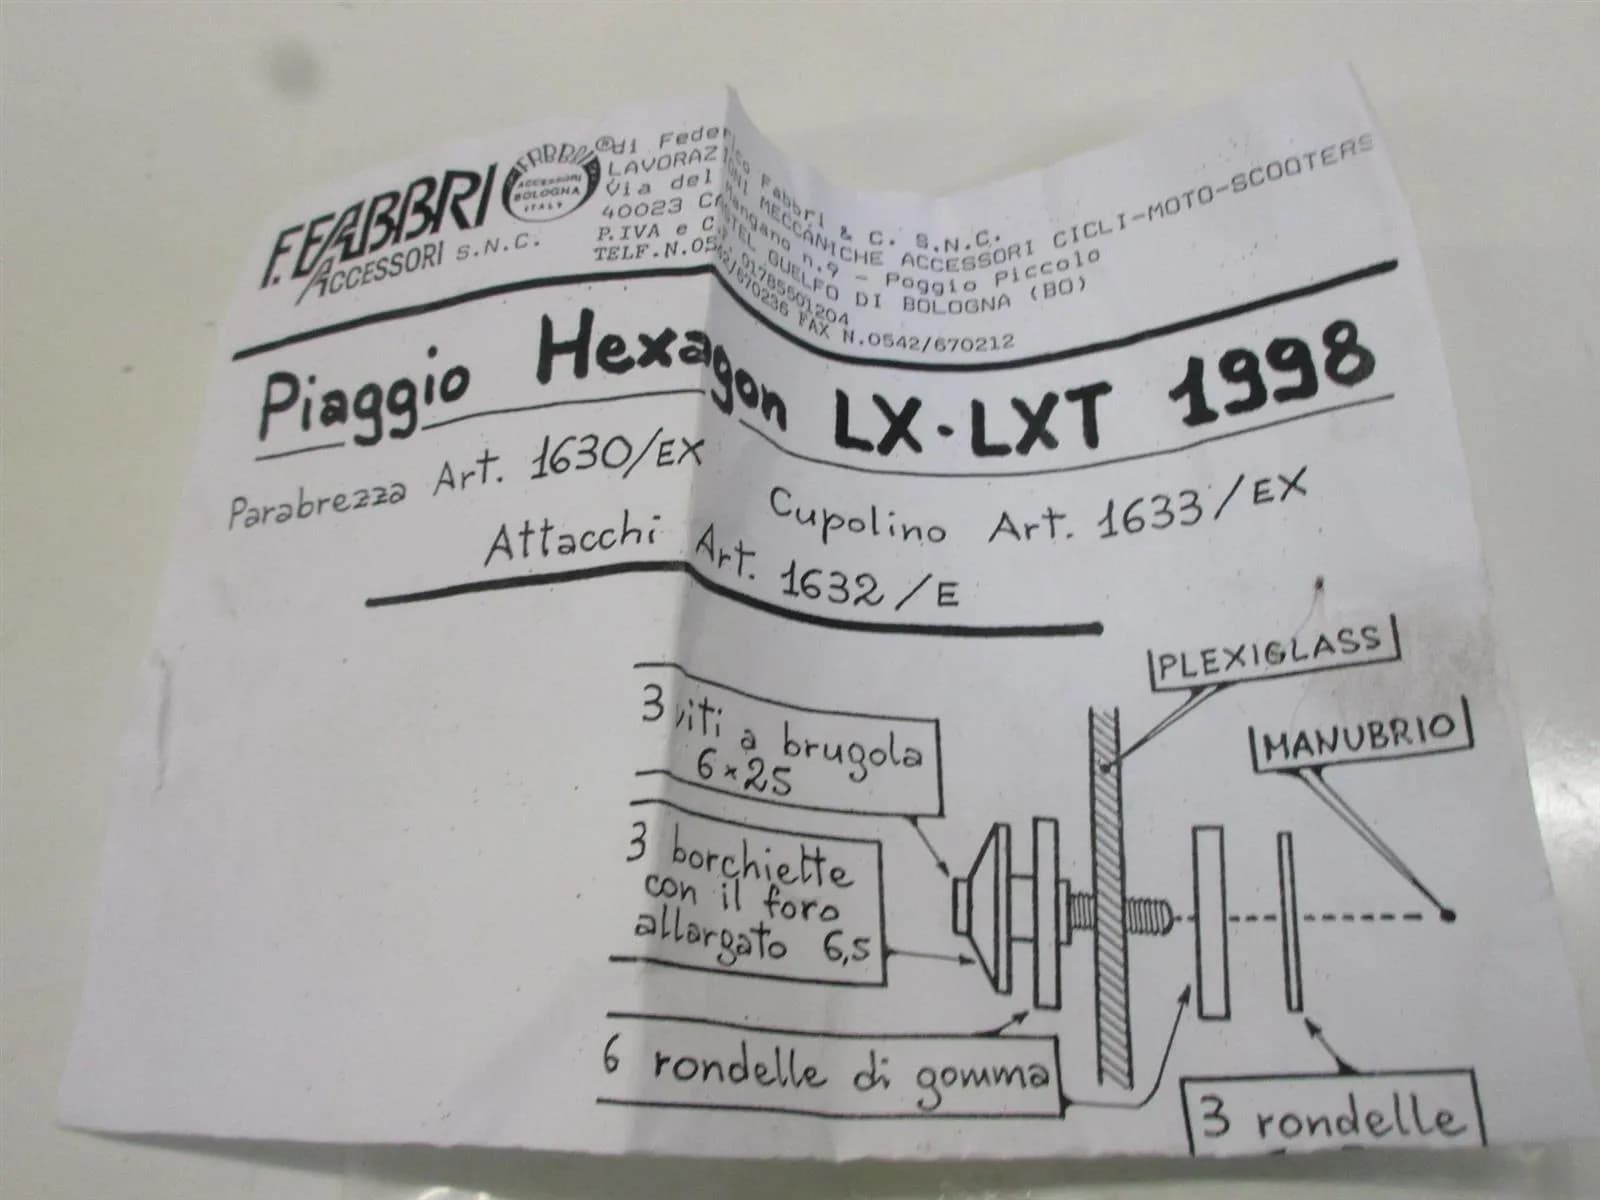 F.FABBRI
ACCESSORI S.N.C.
FABBRI
ACCESSORI
BOLOGNA
ITALY
®di Federico Fabbri & C. S.N.C.
LAVORAZIONI MECCANICHE ACCESSORI CICLI-MOTO-SCOOTERS
Via del Mangano n.9 - Poggio Piccolo
40023 CASTEL GUELFO DI BOLOGNA (BO)
P.IVA e C.F. 01785501204
TELF.N.0542/670236 FAX N.0542/670212
Piaggio Hexagon LX-LXT 1998
Parabrezza Art. 1630/EX
Cupolino Art. 1633/EX
Attacchi Art. 1632/E
PLEXIGLASS
MANUBRIO
3 viti a brugola
6×25
3 borchiette
con il foro
allargato 6,5
6 rondelle di gomma
3 rondelle